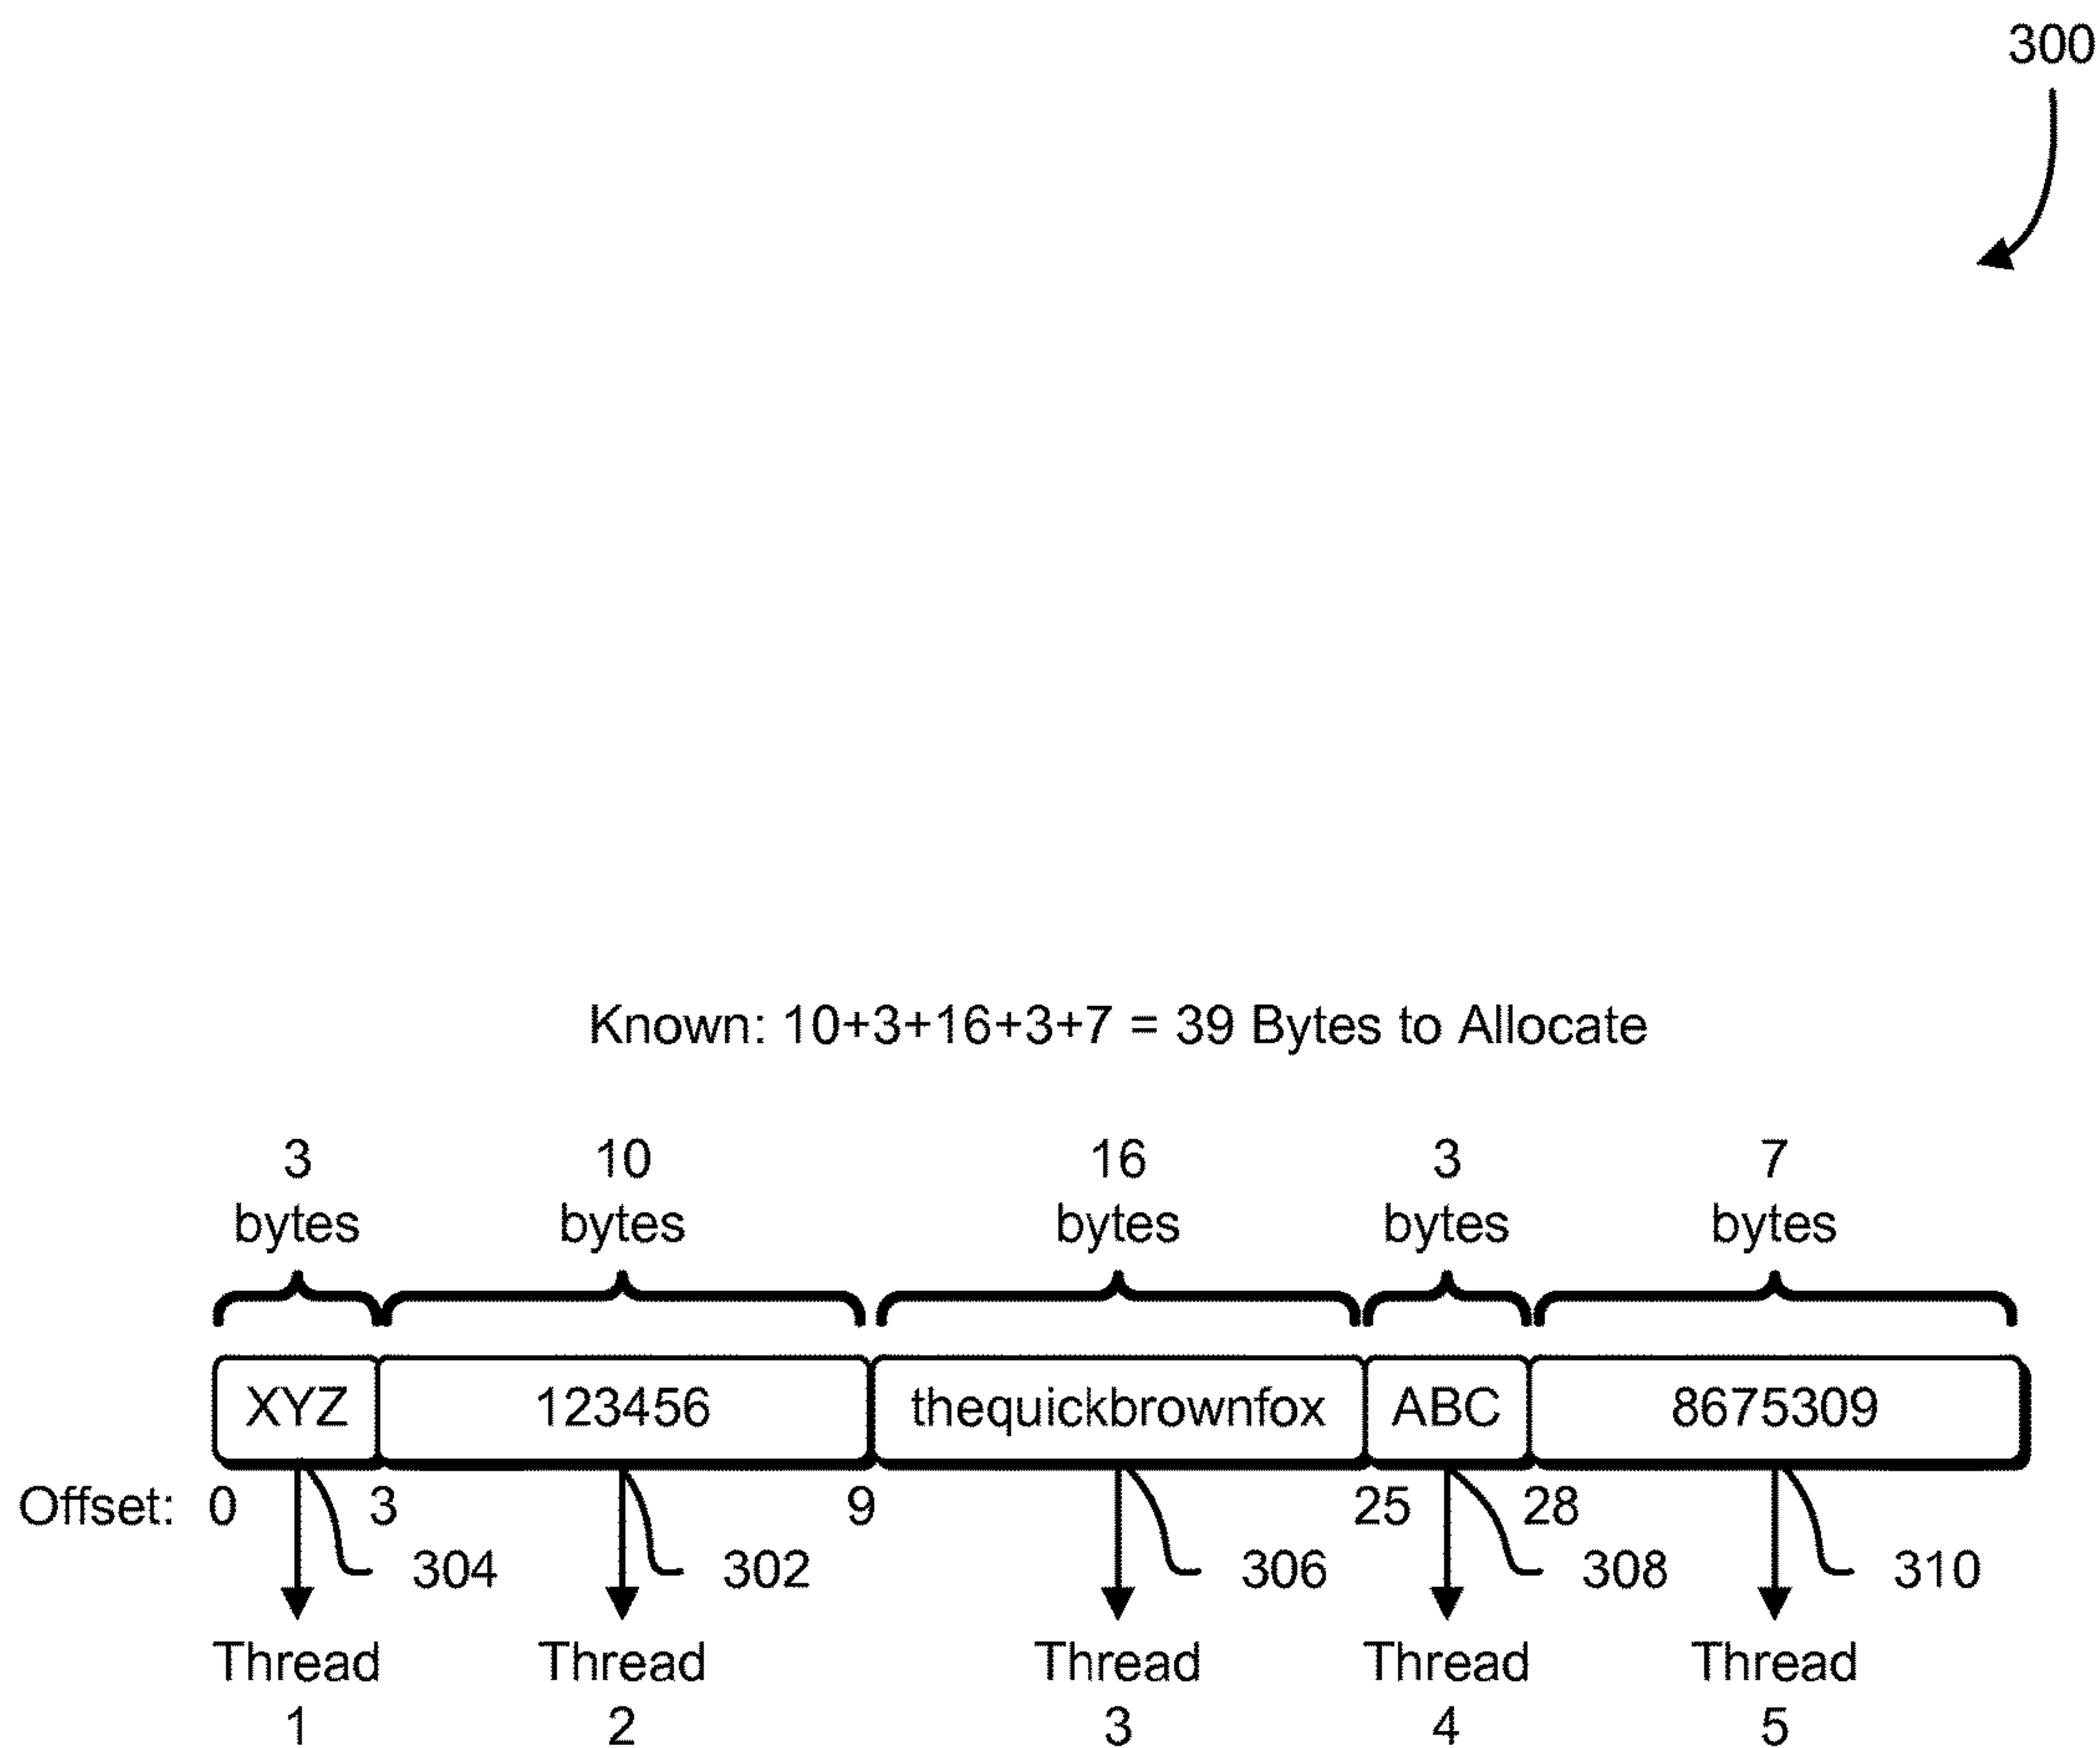 300
Known: 10+3+16+3+7 = 39 Bytes to Allocate
3 10 16 3 7
bytes bytes bytes bytes bytes
XYZ 123456 thequickbrownfox ABC 8675309
Offset: 0 3 9 25 28
304 302 306 308 310
Thread Thread Thread Thread Thread
1 2 3 4 5